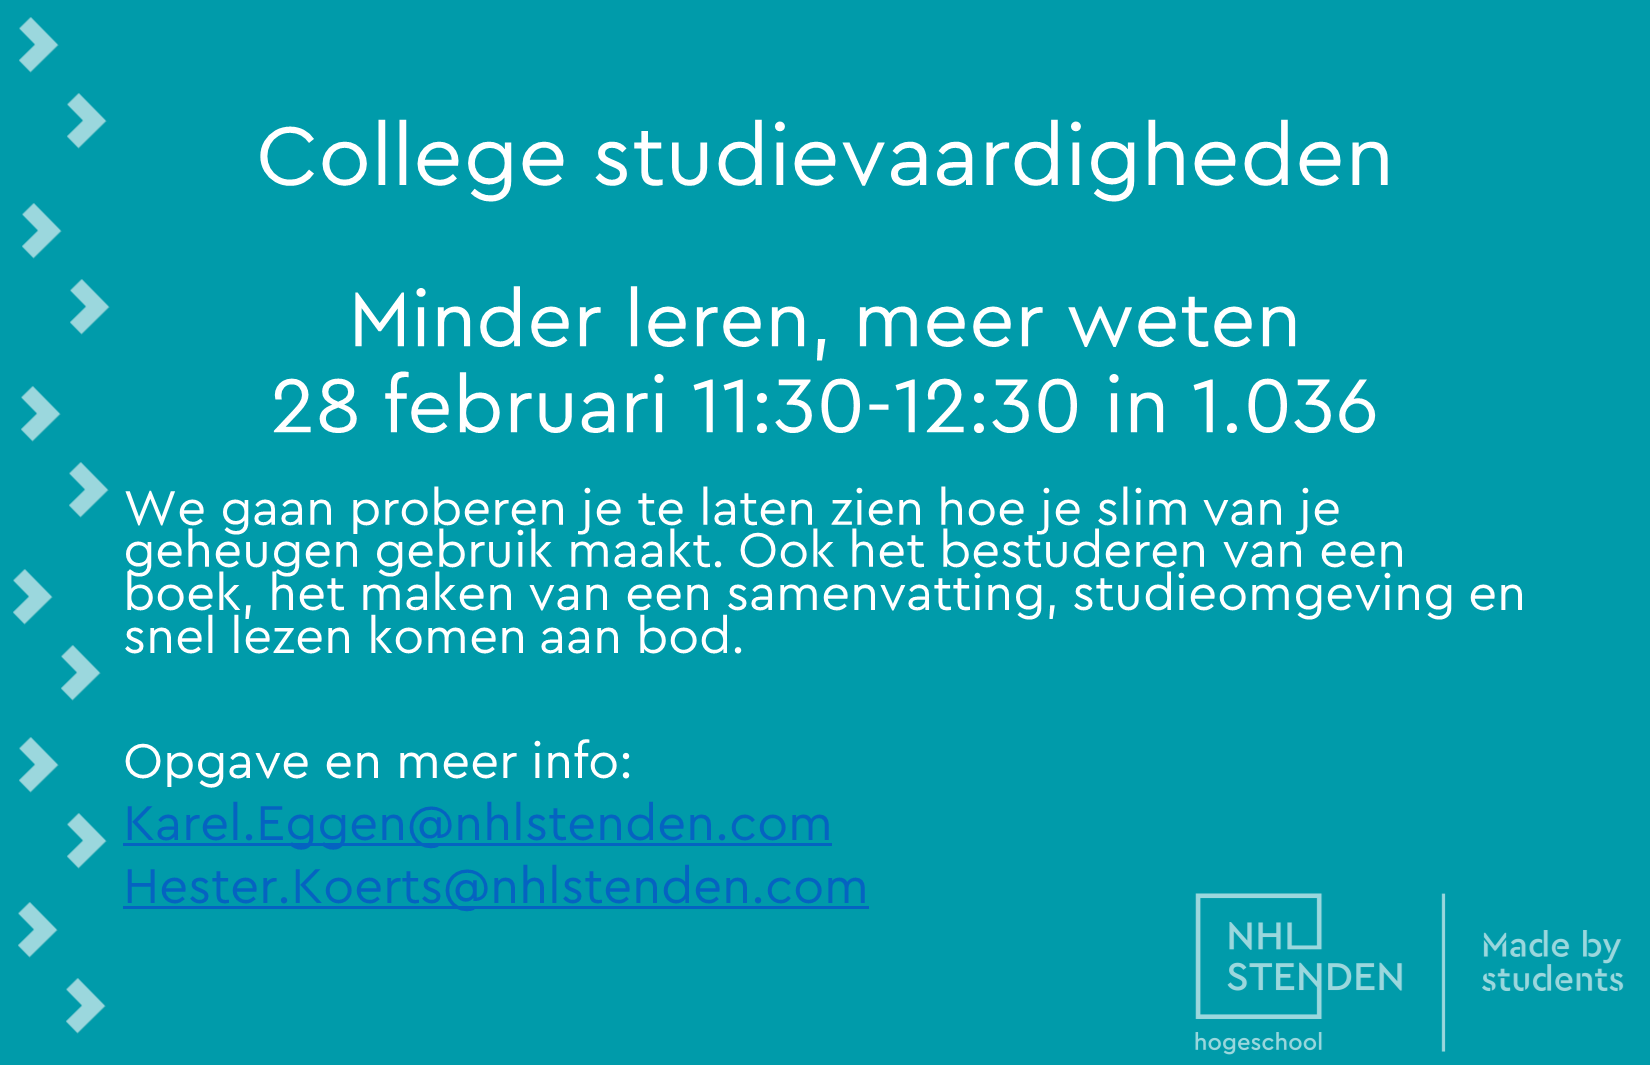 College studievaardigheden
Minder leren, meer weten
28 februari 11:30-12:30 in 1.036
We gaan proberen je te laten zien hoe je slim van je
geheugen gebruik maakt. Ook het bestuderen van een
boek, het maken van een samenvatting, studieomgeving en
snel lezen komen aan bod.
Opgave en meer info:
Karel.Eggen@nhlstenden.com
Hester.Koerts@nhlstenden.com
NHL
STENDEN
hogeschool
Made by
students